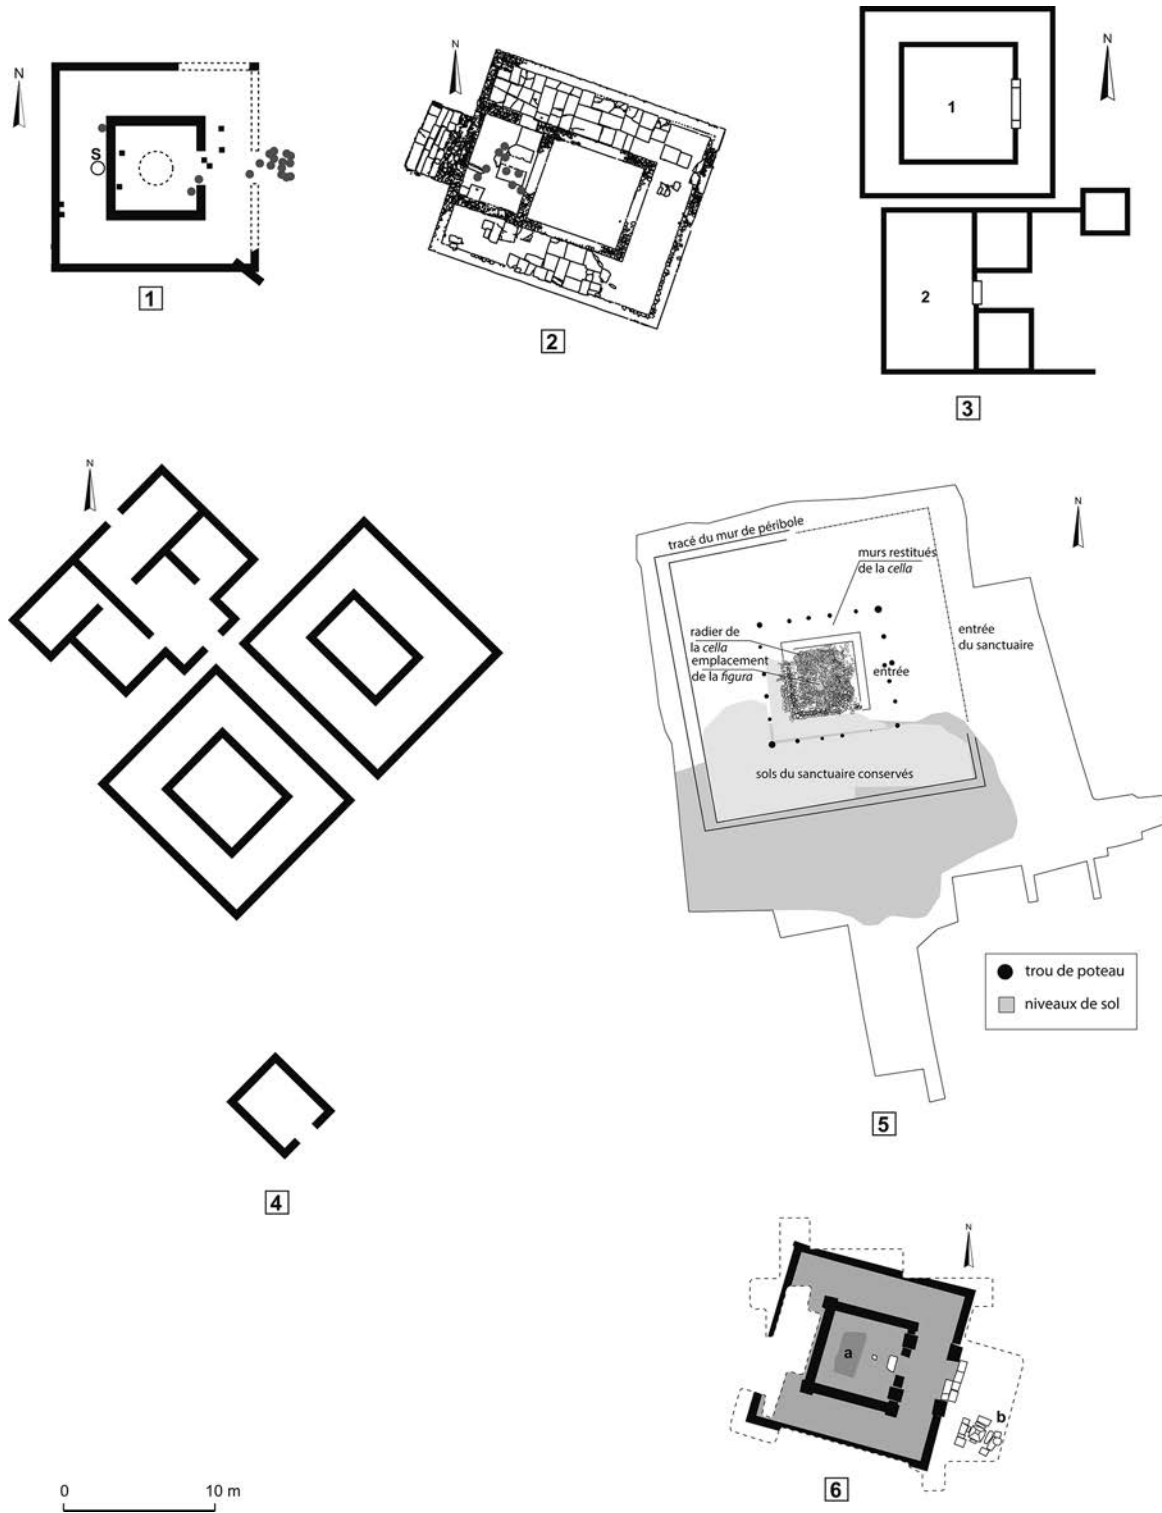 N
S
1
N
2
1
N
2
3
N
4
N
tracé du mur de péribole
murs restitués
de la cella
radier de
la cella
emplacement
de la figura
entrée
entrée
du sanctuaire
sols du sanctuaire conservés
trou de poteau
niveaux de sol
5
N
a
b
6
0 10 m